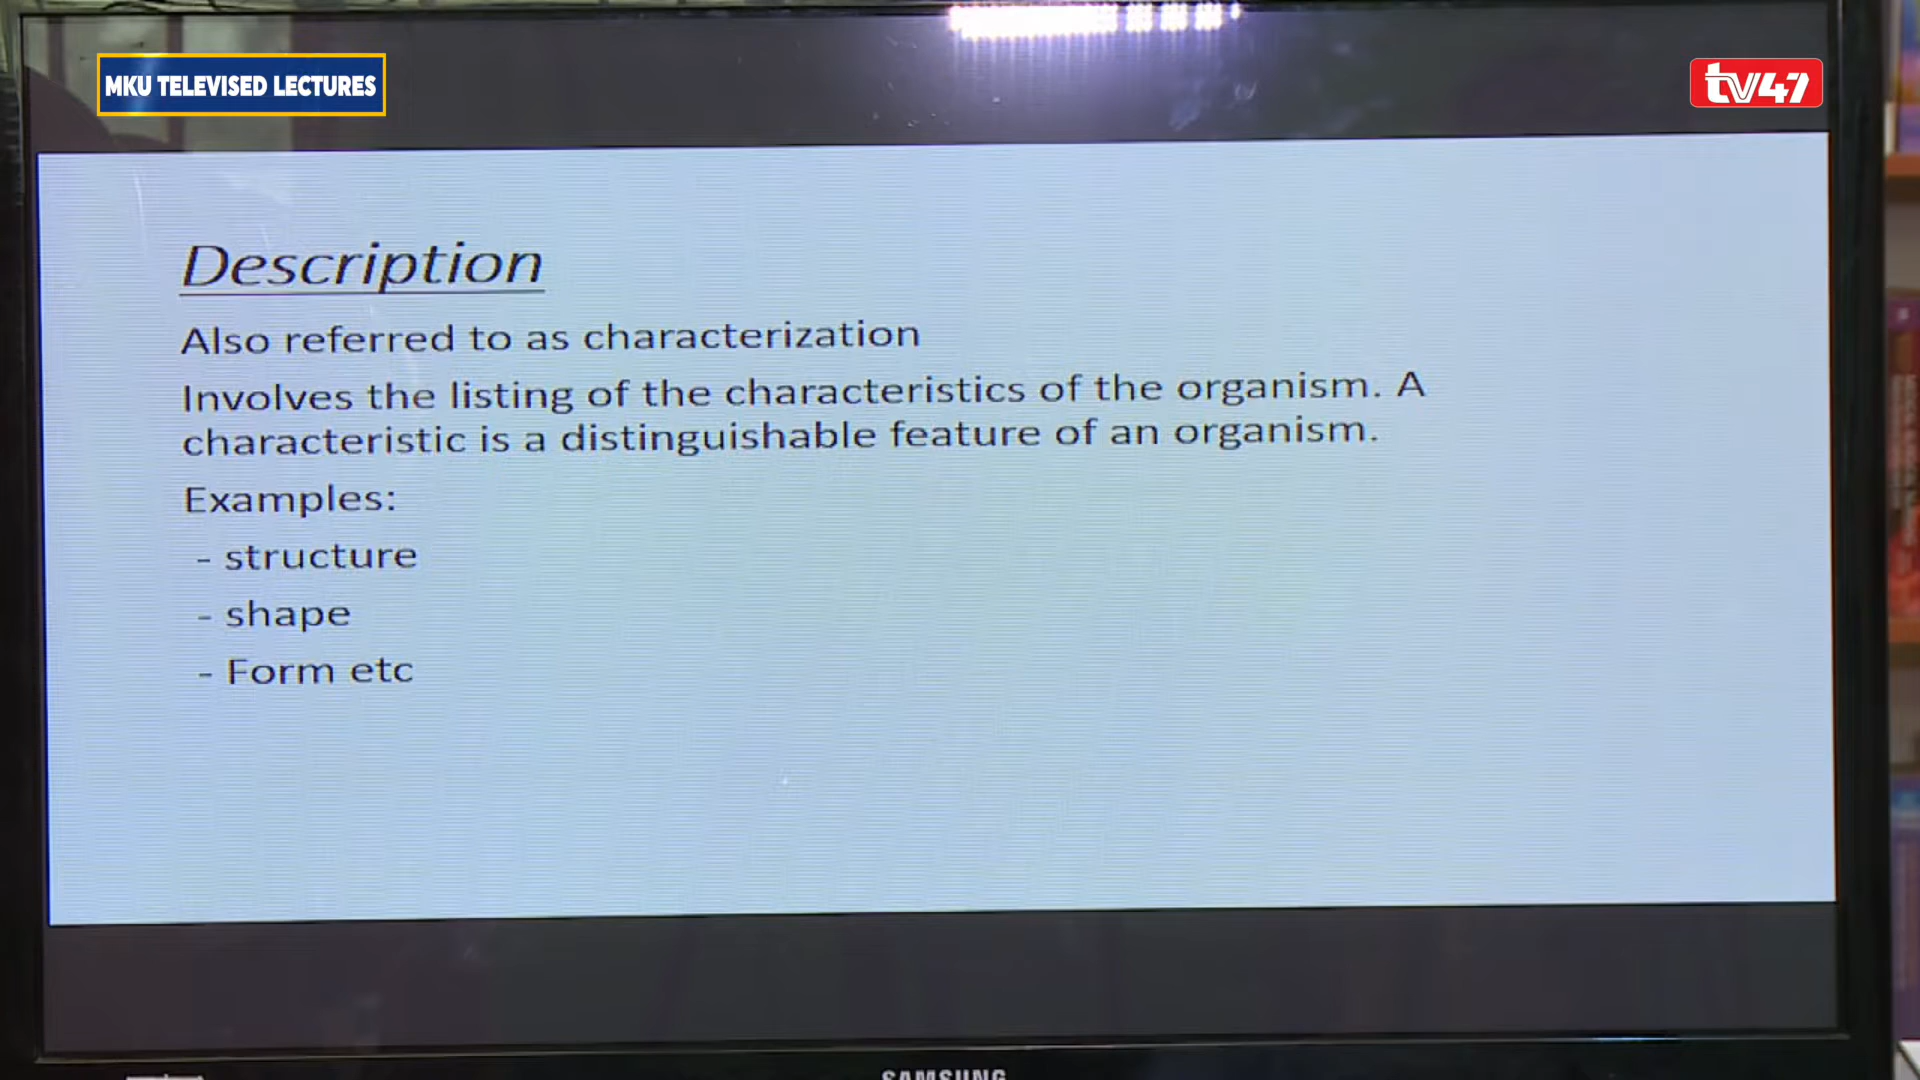 MKU TELEVISED LECTURES
tv47
Description
Also referred to as characterization
Involves the listing of the characteristics of the organism. A
characteristic is a distinguishable feature of an organism.
Examples:
- structure
- shape
- Form etc
SAMSUNG